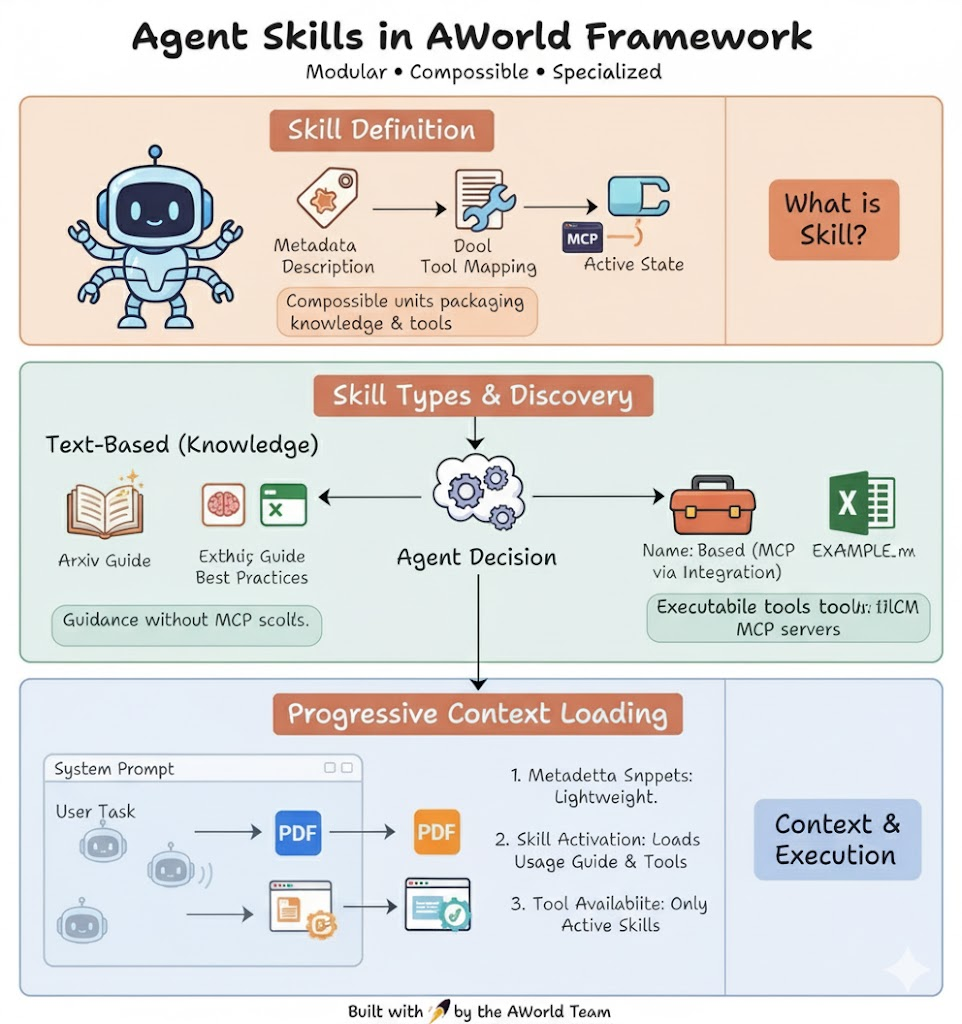 Agent Skills in AWorld Framework
Modular • Compossible • Specialized
Skill Definition
Metadata
Description
Dool
Tool Mapping
MCP
Active State
Compossible units packaging
knowledge & tools
What is
Skill?
Skill Types & Discovery
Text-Based (Knowledge)
Arxiv Guide
Guide
Best Practices
Guidance without MCP scolls.
Agent Decision
X
Name: Based (MCP
via Integration)
EXAMPLE
Executabile tools
MCP servers
Progressive Context Loading
System Prompt
User Task
PDF
PDF
1. Metadetta Snppets:
Lightweight.
2. Skill Activation: Loads
Usage Guide & Tools
3. Tool Availabiite: Only
Active Skills
Context &
Execution
Built with by the AWorld Team